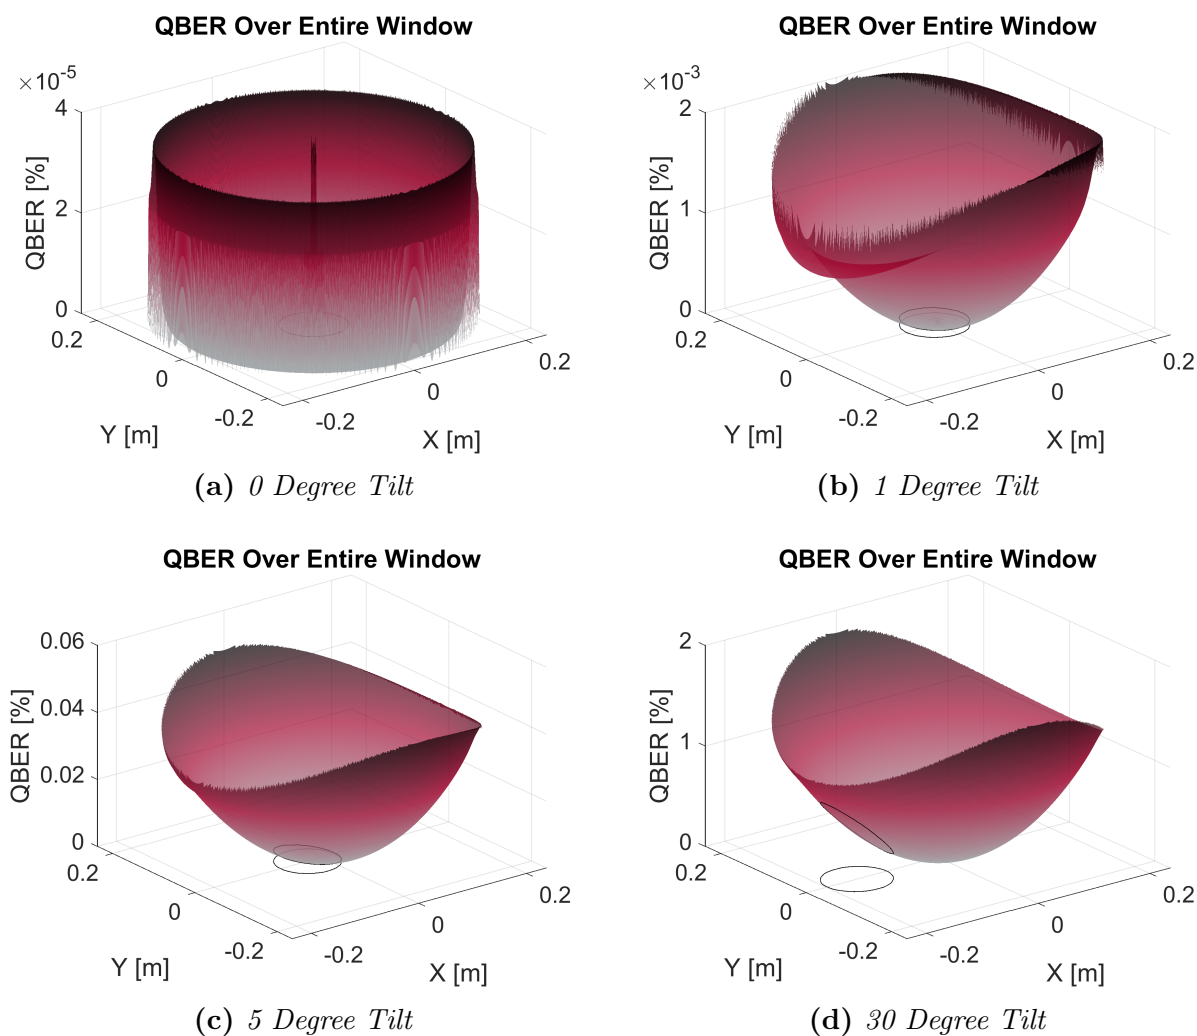 QBER Over Entire Window
×10-5
4
2
0
QBER [%]
0.2
0
-0.2
Y [m]
-0.2
0
0.2
X [m]
(a) 0 Degree Tilt
QBER Over Entire Window
×10-3
2
1
0
QBER [%]
0.2
0
-0.2
Y [m]
-0.2
0
0.2
X [m]
(b) 1 Degree Tilt
QBER Over Entire Window
0.06
0.04
0.02
0
QBER [%]
0.2
0
-0.2
Y [m]
-0.2
0
0.2
X [m]
(c) 5 Degree Tilt
QBER Over Entire Window
2
1
0
QBER [%]
0.2
0
-0.2
Y [m]
-0.2
0
0.2
X [m]
(d) 30 Degree Tilt